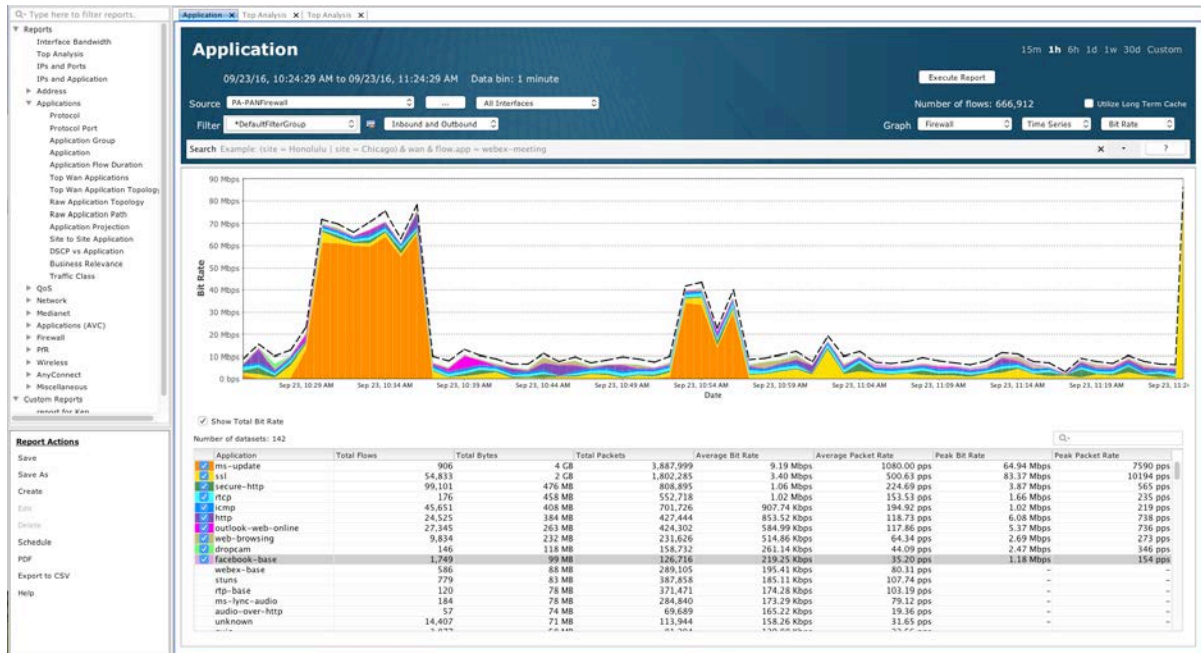 Type here to filter reports.
Reports
Interface Bandwidth
Top Analysis
IPs and Ports
IPs and Application
Address
Applications
Protocol
Protocol Port
Application Group
Application
Application Flow Duration
Top Wan Applications
Top Wan Appilcation Topology
Raw Application Topology
Raw Application Path
Application Projection
Site to Site Application
DSCP vs Application
Business Relevance
Traffic Class
QoS
Network
Medianet
Applications (AVC)
Firewall
PfR
Wireless
AnyConnect
Miscellaneous
Custom Reports
report for Ken
Report Actions
Save
Save As
Create
Edit
Delete
Schedule
PDF
Export to CSV
Help
Application Top Analysis Top Analysis
Application
15m 1h 6h 1d 1w 30d Custom
09/23/16, 10:24:29 AM to 09/23/16, 11:24:29 AM Data bin: 1 minute
Execute Report
Source PA-PANFirewall ... All Interfaces Number of flows: 666,912 Utilize Long Term Cache
Filter *DefaultFilterGroup Inbound and Outbound Graph Firewall Time Series Bit Rate
Search Example: (site = Honolulu | site = Chicago) & wan & flow.app = webex-meeting ?
90 Mbps
80 Mbps
70 Mbps
60 Mbps
50 Mbps
40 Mbps
30 Mbps
20 Mbps
10 Mbps
0 bps
Bit Rate
Sep 23, 10:29 AM Sep 23, 10:34 AM Sep 23, 10:39 AM Sep 23, 10:44 AM Sep 23, 10:49 AM Sep 23, 10:54 AM Sep 23, 10:59 AM Sep 23, 11:04 AM Sep 23, 11:09 AM Sep 23, 11:14 AM Sep 23, 11:19 AM Sep 23, 11:2
Date
Show Total Bit Rate
Number of datasets: 142
Application Total Flows Total Bytes Total Packets Average Bit Rate Average Packet Rate Peak Bit Rate Peak Packet Rate
ms-update 906 4 GB 3,887,999 9.19 Mbps 1080.00 pps 64.94 Mbps 7590 pps
ssl 54,833 2 GB 1,802,285 3.40 Mbps 500.63 pps 83.37 Mbps 10194 pps
secure-http 99,101 476 MB 808,895 1.06 Mbps 224.69 pps 3.87 Mbps 565 pps
rtcp 176 458 MB 552,718 1.02 Mbps 153.53 pps 1.66 Mbps 235 pps
icmp 45,651 408 MB 701,726 907.74 Kbps 194.92 pps 1.02 Mbps 219 pps
http 24,525 384 MB 427,444 853.52 Kbps 118.73 pps 6.08 Mbps 738 pps
outlook-web-online 27,345 263 MB 424,302 584.99 Kbps 117.86 pps 5.37 Mbps 736 pps
web-browsing 9,834 232 MB 231,626 514.86 Kbps 64.34 pps 2.69 Mbps 273 pps
dropcam 146 118 MB 158,732 261.14 Kbps 44.09 pps 2.47 Mbps 346 pps
facebook-base 1,749 99 MB 126,716 219.25 Kbps 35.20 pps 1.18 Mbps 154 pps
webex-base 586 88 MB 289,105 195.41 Kbps 80.31 pps - -
stuns 779 83 MB 387,858 185.11 Kbps 107.74 pps - -
rtp-base 120 78 MB 371,471 174.28 Kbps 103.19 pps - -
ms-lync-audio 184 78 MB 284,840 173.29 Kbps 79.12 pps - -
audio-over-http 57 74 MB 69,689 165.22 Kbps 19.36 pps - -
unknown 14,407 71 MB 113,944 158.26 Kbps 31.65 pps - -